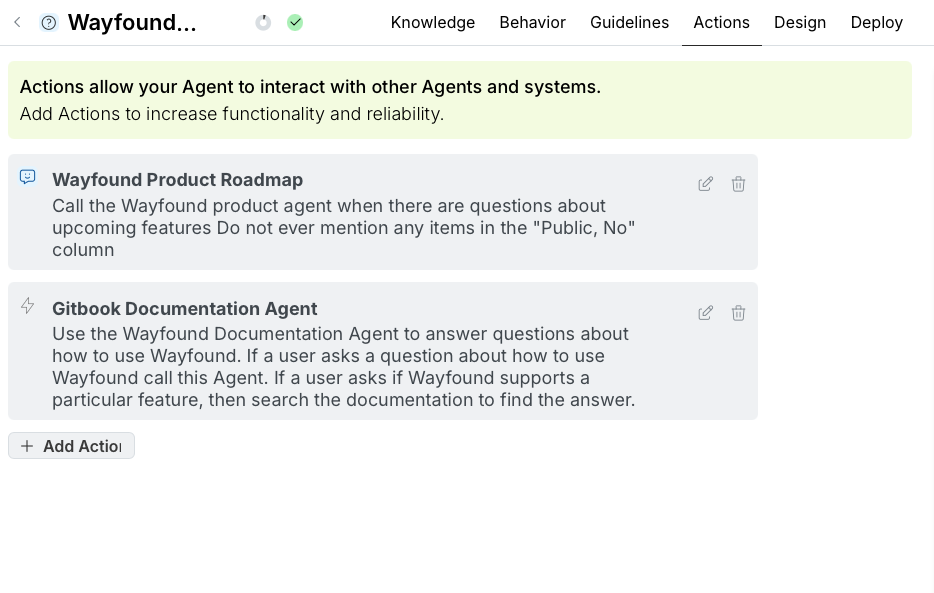 Wayfound...
Knowledge
Behavior
Guidelines
Actions
Design
Deploy
Actions allow your Agent to interact with other Agents and systems.
Add Actions to increase functionality and reliability.
Wayfound Product Roadmap
Call the Wayfound product agent when there are questions about
upcoming features Do not ever mention any items in the "Public, No"
column
Gitbook Documentation Agent
Use the Wayfound Documentation Agent to answer questions about
how to use Wayfound. If a user asks a question about how to use
Wayfound call this Agent. If a user asks if Wayfound supports a
particular feature, then search the documentation to find the answer.
Add Action